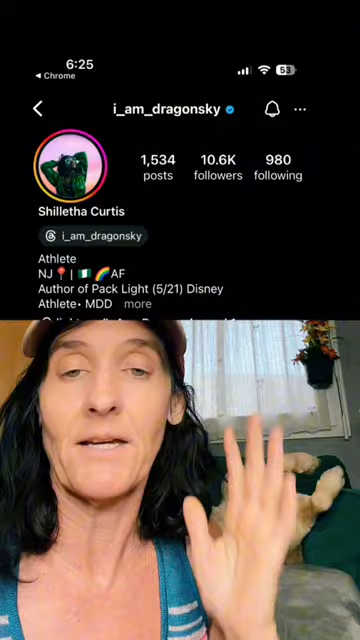 6:25
53
◀ Chrome
i_am_dragonsky
1,534 10.6K 980
posts followers following
Shilletha Curtis
i_am_dragonsky
Athlete
NJ📍| 🇳🇬 🌈AF
Author of Pack Light (5/21) Disney
Athlete• MDD more